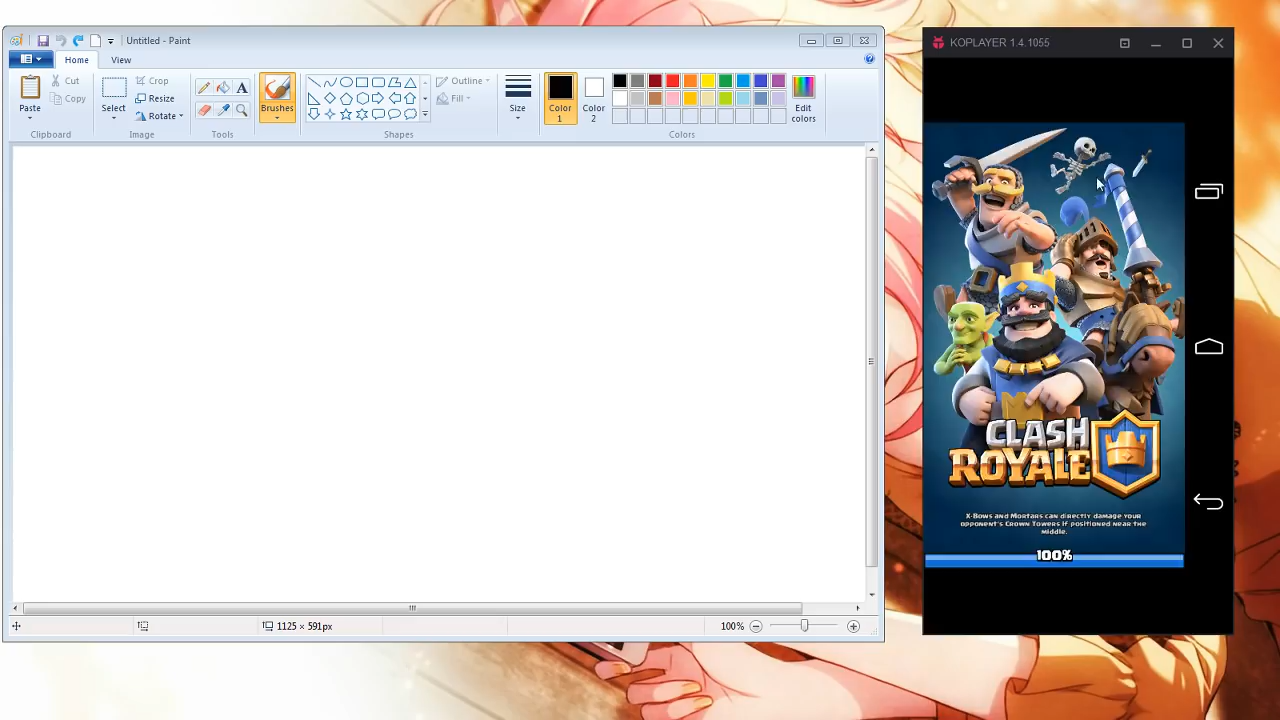 Untitled - Paint
Home
View
Paste
Cut
Copy
Clipboard
Select
Crop
Resize
Rotate
Image
Tools
Brushes
Outline
Fill
Shapes
Size
Color
1
Color
2
Edit
colors
Colors
1125 × 591px
100%
KOPLAYER 1.4.1055
CLASH
ROYALE
X-Bows and Mortars can directly damage your
opponent's Crown Towers if positioned near the
middle.
100%